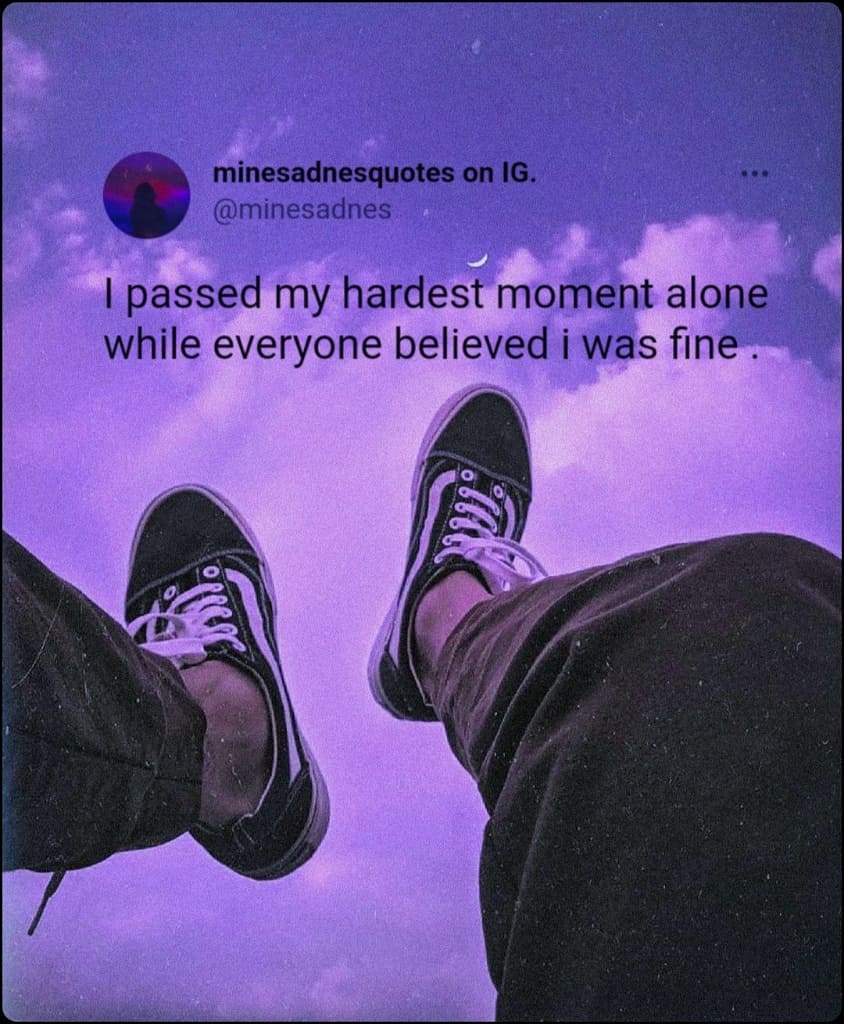 minesadnesquotes on IG.
@minesadnes
I passed my hardest moment alone
while everyone believed i was fine .